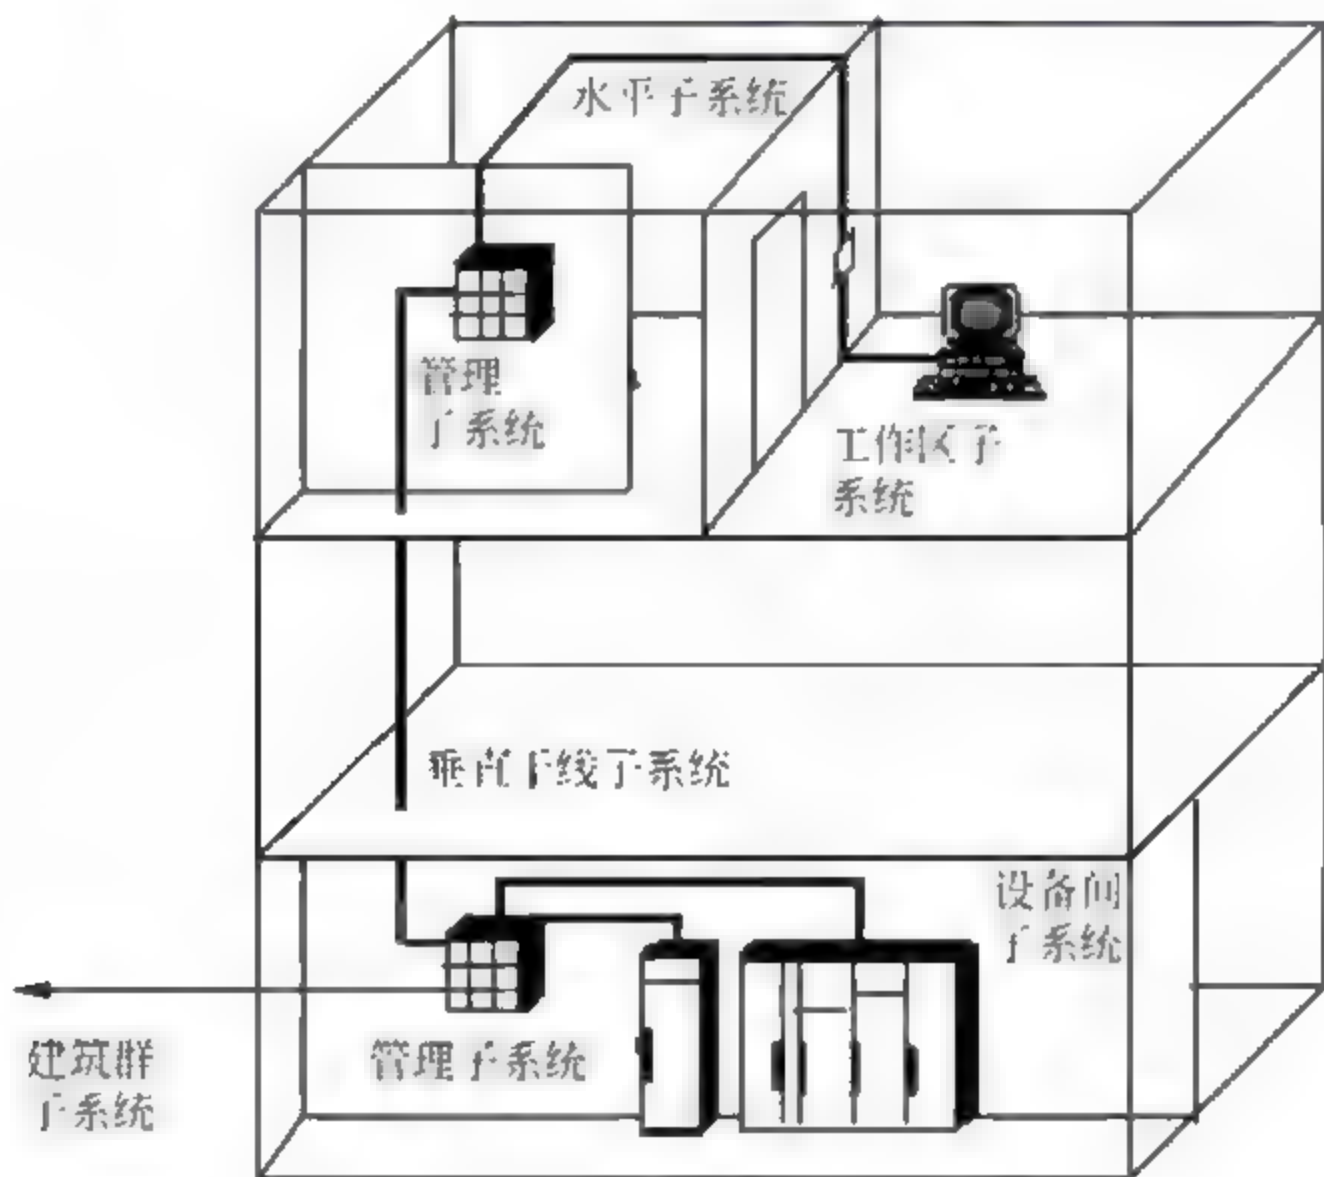 水平子系统
管理
子系统
工作区子
系统
垂直干线子系统
设备间
子系统
管理子系统
建筑群
子系统